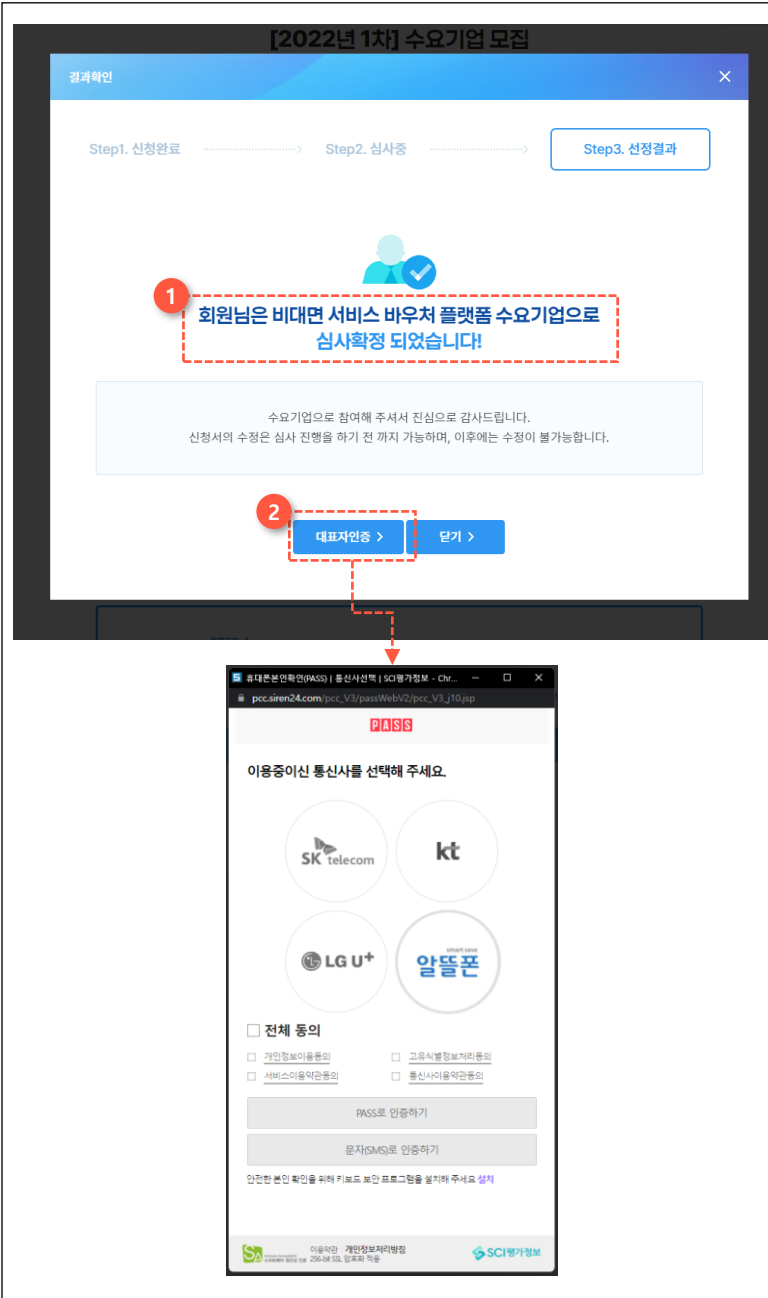 [2022년 1차] 수요기업 모집
결과확인
Step1. 신청완료
Step2. 심사중
Step3. 선정결과
1
회원님은 비대면 서비스 바우처 플랫폼 수요기업으로
심사확정 되었습니다!
수요기업으로 참여해 주셔서 진심으로 감사드립니다.
신청서의 수정은 심사 진행을 하기 전 까지 가능하며, 이후에는 수정이 불가능합니다.
2
대표자인증 >
닫기 >
휴대폰본인확인(PASS) | 통신사선택 | SCI평가정보 - Chr...
pcc.siren24.com/pcc_V3/passWebV2/pcc_V3_j10.jsp
PASS
이용중이신 통신사를 선택해 주세요.
SK telecom
kt
LG U+
smart save
알뜰폰
전체 동의
개인정보이용동의
고유식별정보처리동의
서비스이용약관동의
통신사이용약관동의
PASS로 인증하기
문자(SMS)로 인증하기
안전한 본인 확인을 위해 키보드 보안 프로그램을 설치해 주세요 설치
이용약관 개인정보처리방침
256-bit SSL 암호화 적용
SCI평가정보